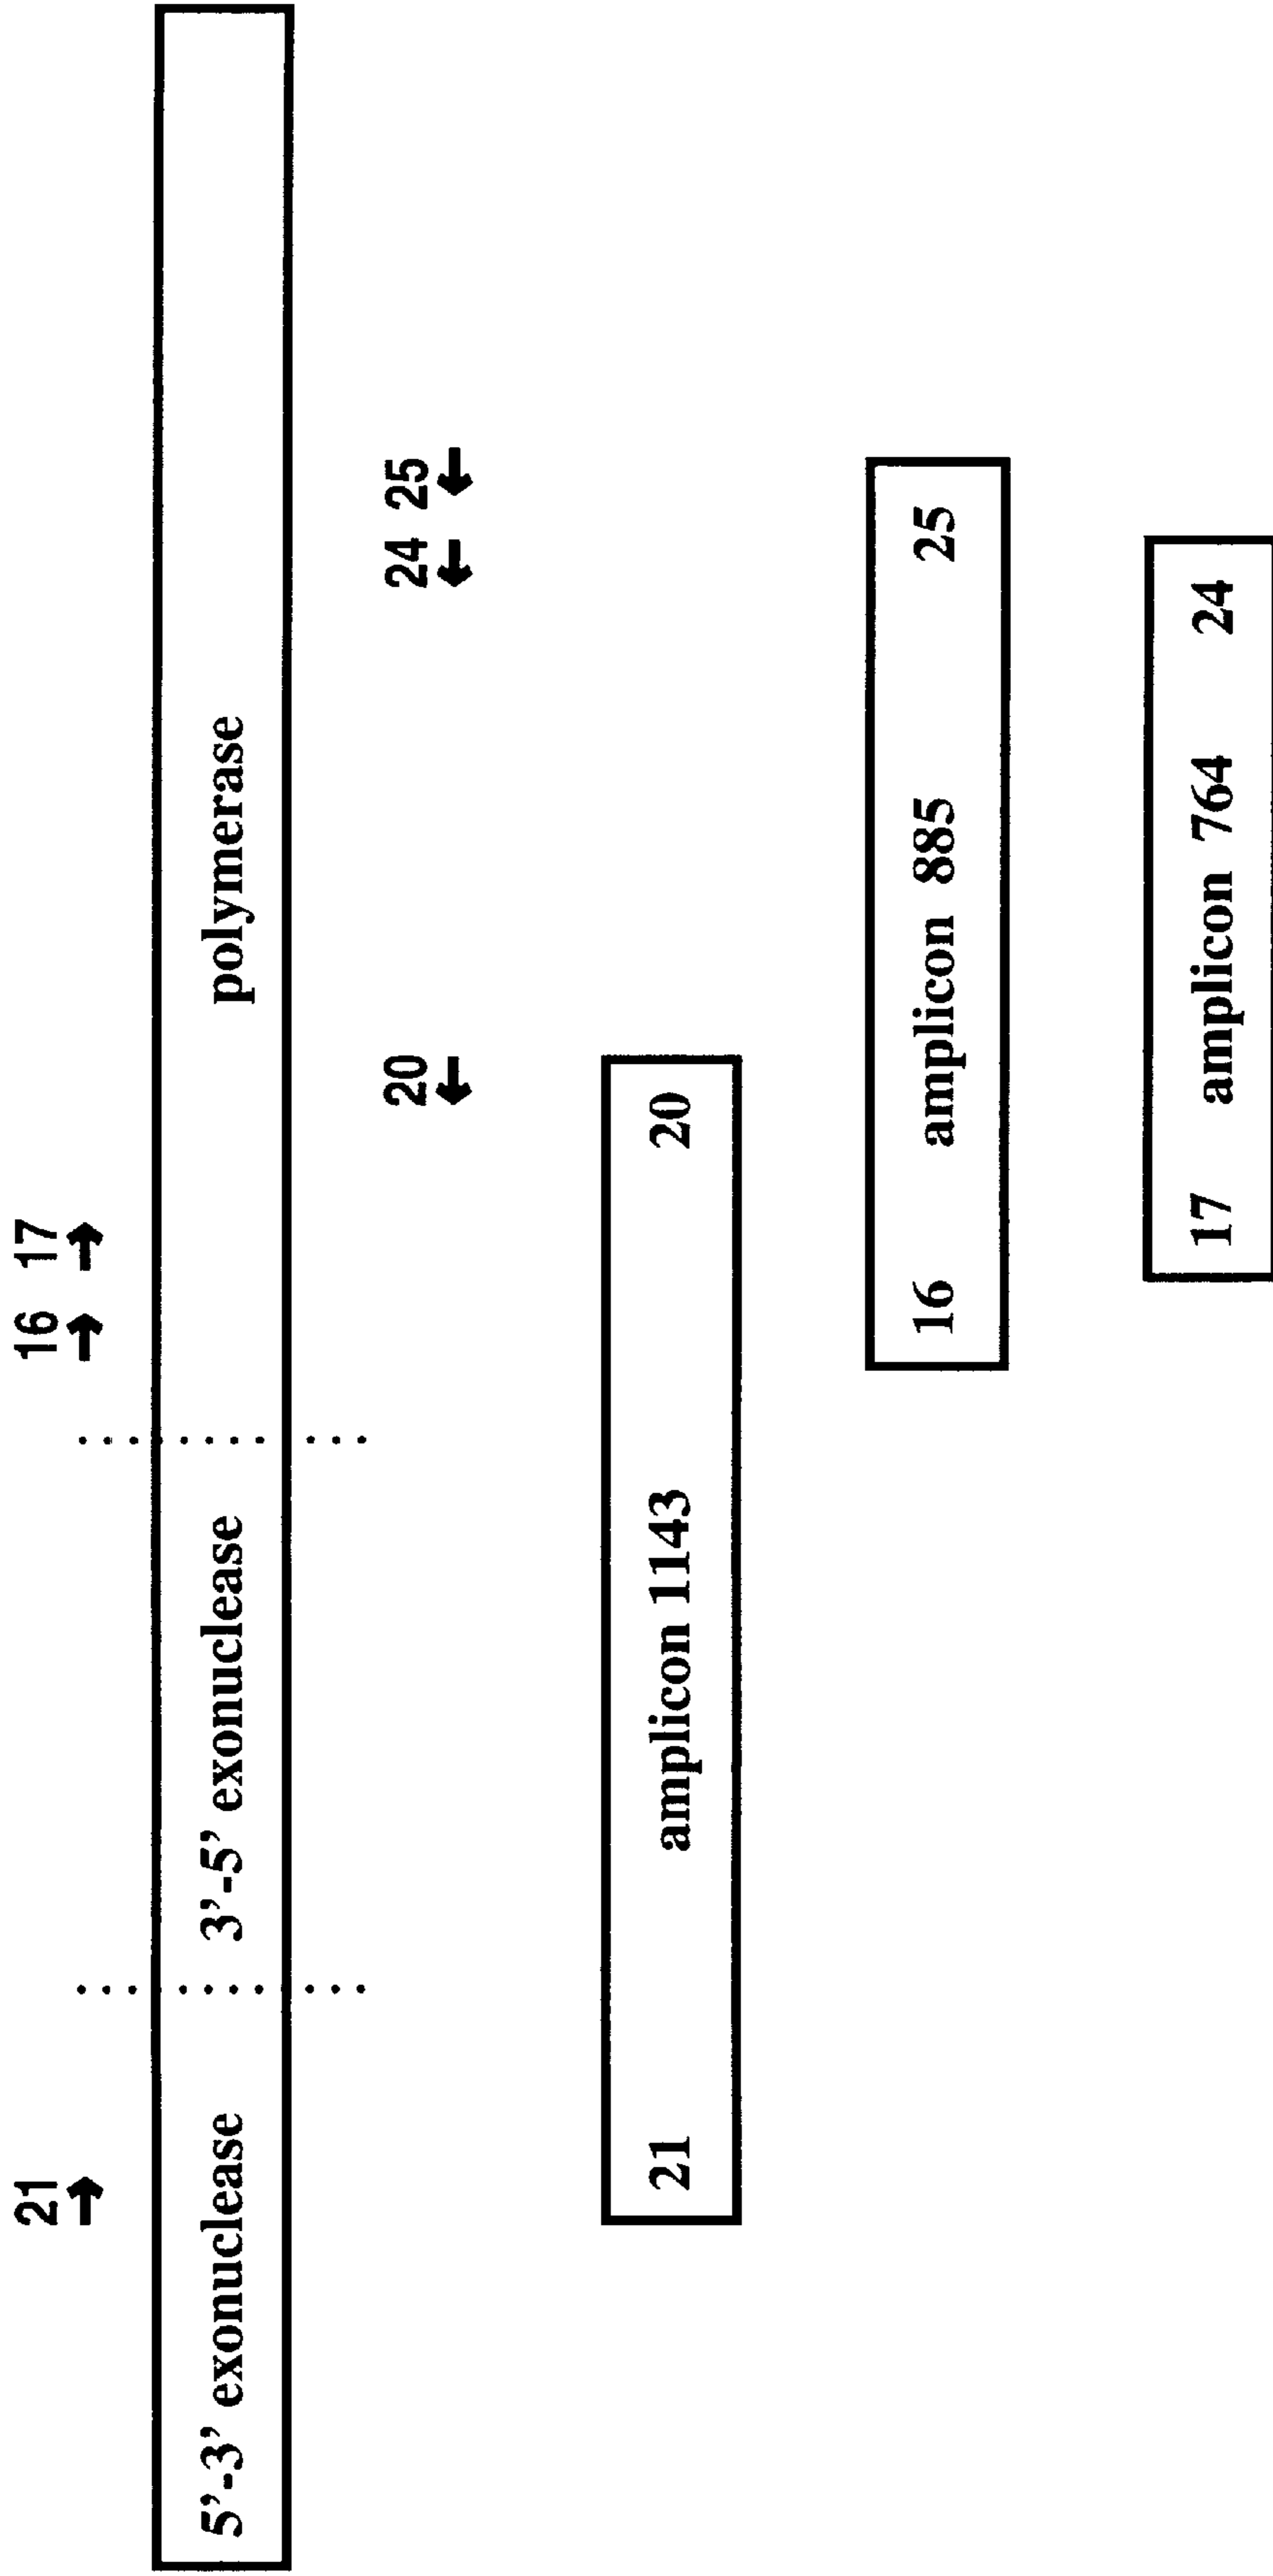 21 16 17
5'-3' exonuclease 3'-5' exonuclease polymerase
20 24 25
21 amplicon 1143 20
16 amplicon 885 25
17 amplicon 764 24